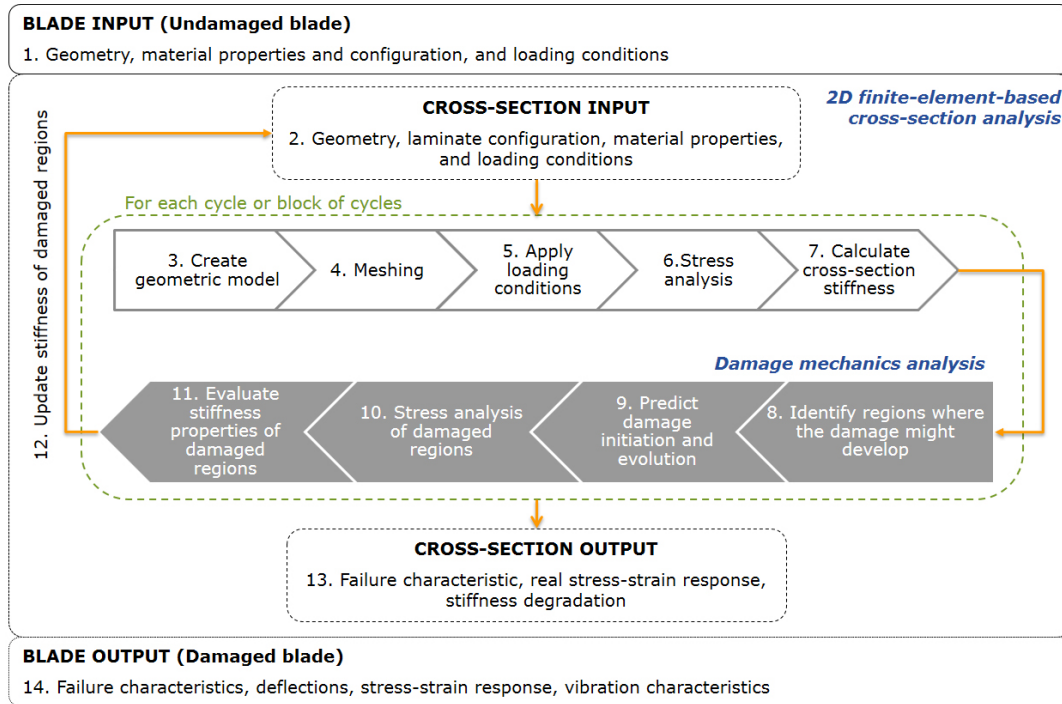 BLADE INPUT (Undamaged blade)
1. Geometry, material properties and configuration, and loading conditions
2D finite-element-based
cross-section analysis
CROSS-SECTION INPUT
2. Geometry, laminate configuration, material properties,
and loading conditions
12. Update stiffness of damaged regions
For each cycle or block of cycles
3. Create
geometric model
4. Meshing
5. Apply
loading
conditions
6.Stress
analysis
7. Calculate
cross-section
stiffness
Damage mechanics analysis
11. Evaluate
stiffness
properties of
damaged
regions
10. Stress analysis
of damaged
regions
9. Predict
damage
initiation and
evolution
8. Identify regions where
the damage might
develop
CROSS-SECTION OUTPUT
13. Failure characteristic, real stress-strain response,
stiffness degradation
BLADE OUTPUT (Damaged blade)
14. Failure characteristics, deflections, stress-strain response, vibration characteristics